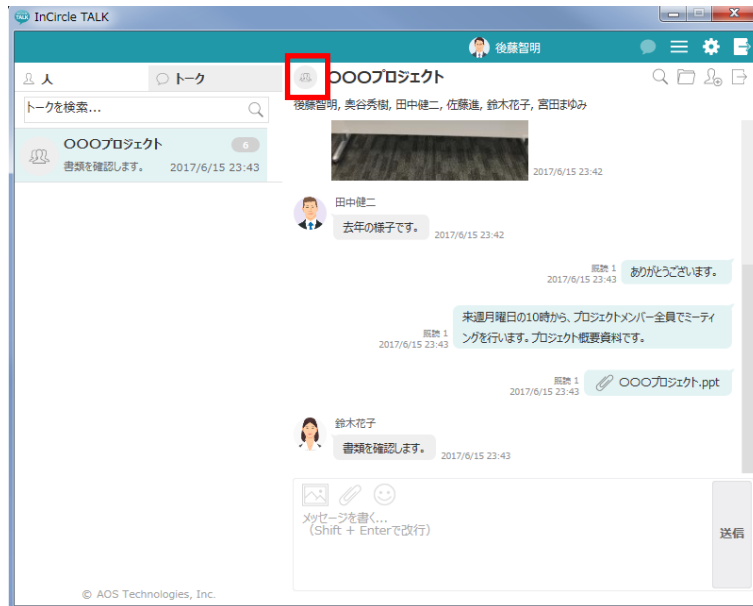 InCircle TALK
後藤智明
人
トーク
トークを検索...
〇〇〇プロジェクト
6
書類を確認します。
2017/6/15 23:43
© AOS Technologies, Inc.
〇〇〇プロジェクト
後藤智明, 奥谷秀樹, 田中健二, 佐藤進, 鈴木花子, 宮田まゆみ
2017/6/15 23:42
田中健二
去年の様子です。
2017/6/15 23:42
既読 1
2017/6/15 23:43
ありがとうございます。
来週月曜日の10時から、プロジェクトメンバー全員でミーティ
ングを行います。プロジェクト概要資料です。
既読 1
2017/6/15 23:43
既読 1
2017/6/15 23:43
〇〇〇プロジェクト.ppt
鈴木花子
書類を確認します。
2017/6/15 23:43
メッセージを書く...
（Shift + Enterで改行）
送信